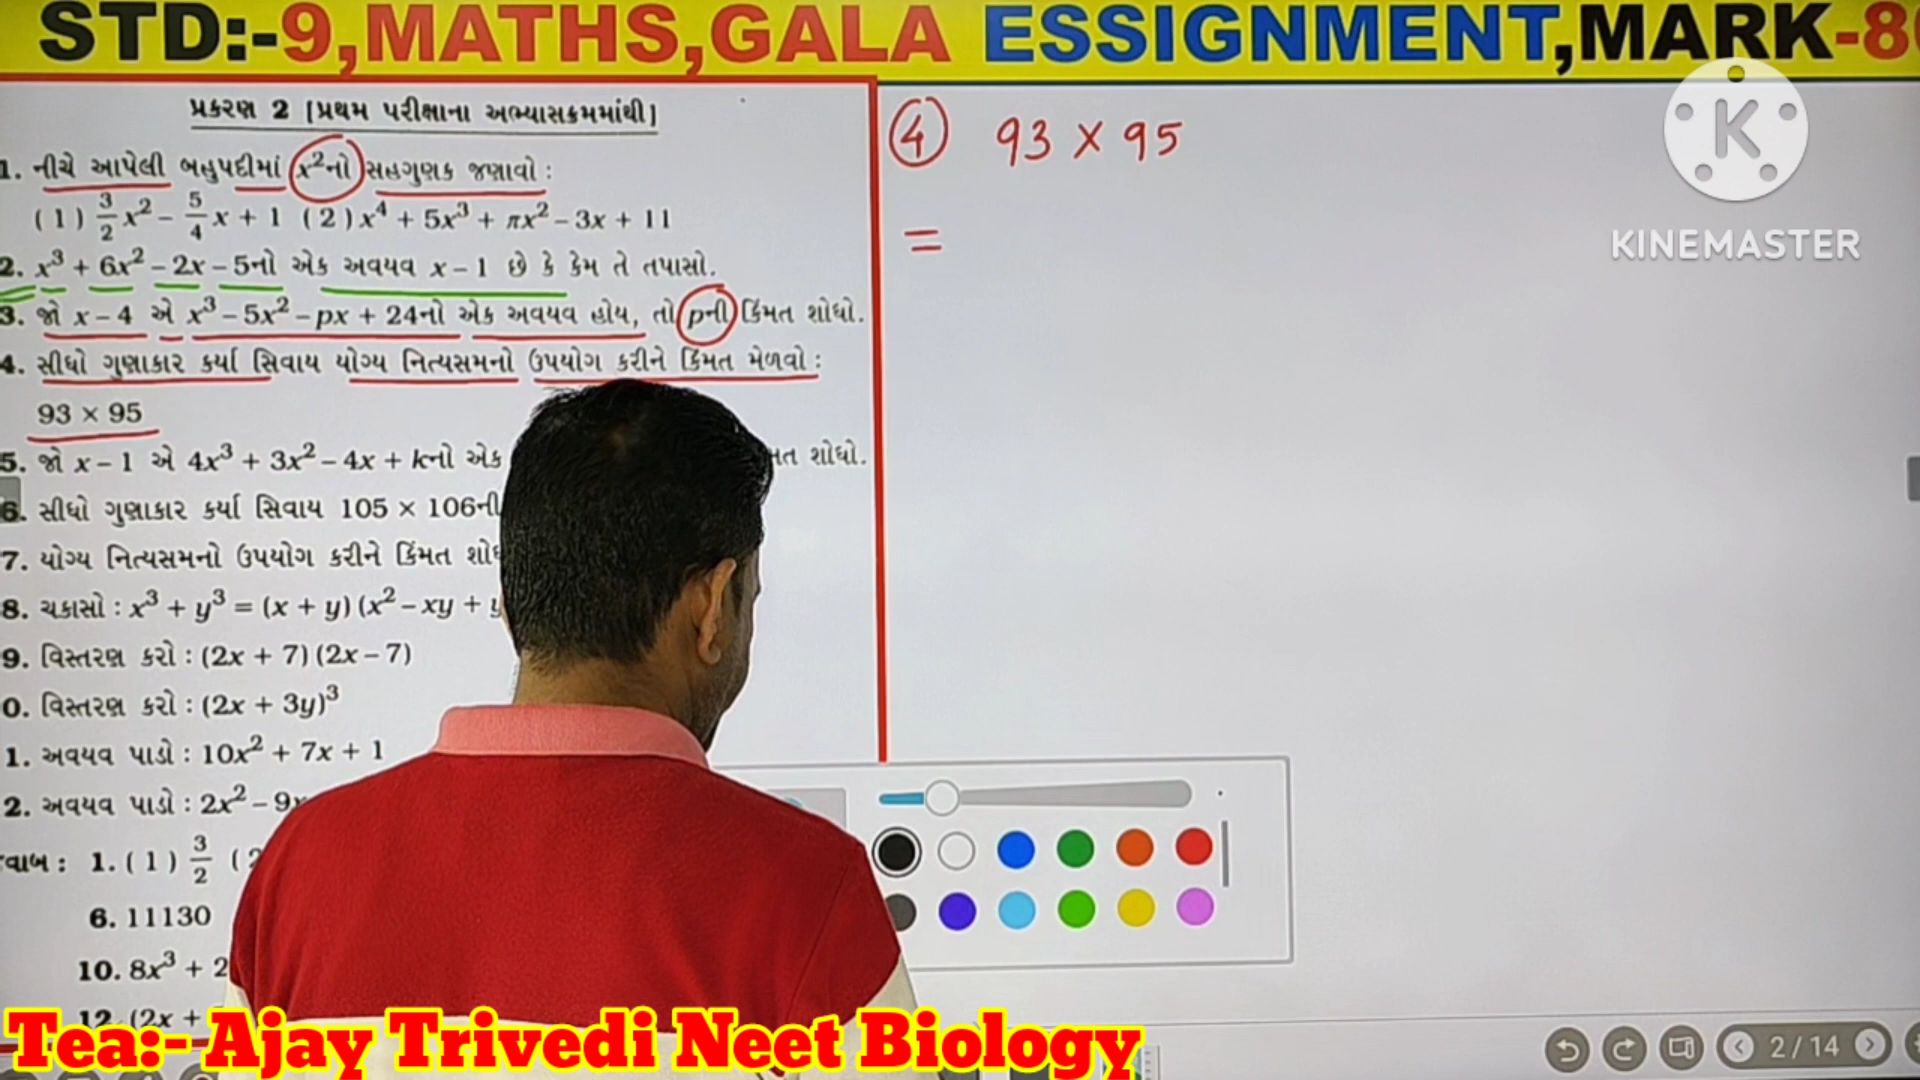 STD:-9,MATHS,GALA ESSIGNMENT,MARK-8
પ્રકરણ 2 [પ્રથમ પરીક્ષાના અભ્યાસક્રમમાંથી]
1. નીચે આપેલી બહુપદીમાં x²નો સહગુણક જણાવો :
(1) 3/2 x² – 5/4 x + 1 (2) x⁴ + 5x³ + πx² – 3x + 11
2. x³ + 6x² – 2x – 5નો એક અવયવ x – 1 છે કે કેમ તે તપાસો.
3. જો x – 4 એ x³ – 5x² – px + 24નો એક અવયવ હોય, તો pની કિંમત શોધો.
4. સીધો ગુણાકાર કર્યા સિવાય યોગ્ય નિત્યસમનો ઉપયોગ કરીને કિંમત મેળવો :
93 × 95
5. જો x – 1 એ 4x³ + 3x² – 4x + kનો એક મત શોધો.
6. સીધો ગુણાકાર કર્યા સિવાય 105 × 106ની
7. યોગ્ય નિત્યસમનો ઉપયોગ કરીને કિંમત શોધ
8. ચકાસો : x³ + y³ = (x + y) (x² – xy + y
9. વિસ્તરણ કરો : (2x + 7) (2x – 7)
0. વિસ્તરણ કરો : (2x + 3y)³
1. અવયવ પાડો : 10x² + 7x + 1
2. અવયવ પાડો : 2x² – 9x
વાબ : 1. (1) 3/2 (2
6. 11130
10. 8x³ + 2
12. (2x +
④ 93 × 95
=
K
KINEMASTER
2 / 14
Tea:- Ajay Trivedi Neet Biology